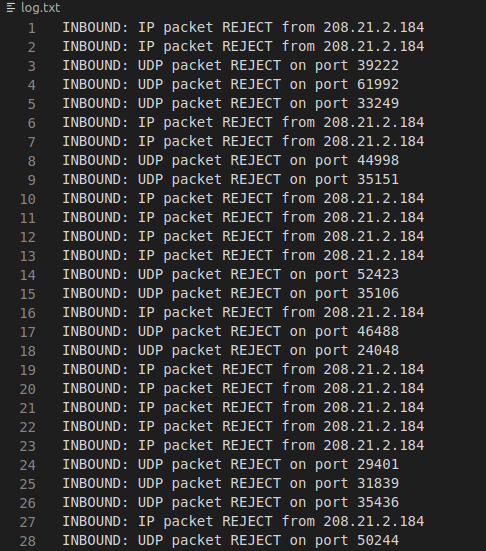 log.txt
1 INBOUND: IP packet REJECT from 208.21.2.184
2 INBOUND: IP packet REJECT from 208.21.2.184
3 INBOUND: UDP packet REJECT on port 39222
4 INBOUND: UDP packet REJECT on port 61992
5 INBOUND: UDP packet REJECT on port 33249
6 INBOUND: IP packet REJECT from 208.21.2.184
7 INBOUND: IP packet REJECT from 208.21.2.184
8 INBOUND: UDP packet REJECT on port 44998
9 INBOUND: UDP packet REJECT on port 35151
10 INBOUND: IP packet REJECT from 208.21.2.184
11 INBOUND: IP packet REJECT from 208.21.2.184
12 INBOUND: IP packet REJECT from 208.21.2.184
13 INBOUND: IP packet REJECT from 208.21.2.184
14 INBOUND: UDP packet REJECT on port 52423
15 INBOUND: UDP packet REJECT on port 35106
16 INBOUND: IP packet REJECT from 208.21.2.184
17 INBOUND: UDP packet REJECT on port 46488
18 INBOUND: UDP packet REJECT on port 24048
19 INBOUND: IP packet REJECT from 208.21.2.184
20 INBOUND: IP packet REJECT from 208.21.2.184
21 INBOUND: IP packet REJECT from 208.21.2.184
22 INBOUND: IP packet REJECT from 208.21.2.184
23 INBOUND: IP packet REJECT from 208.21.2.184
24 INBOUND: UDP packet REJECT on port 29401
25 INBOUND: UDP packet REJECT on port 31839
26 INBOUND: UDP packet REJECT on port 35436
27 INBOUND: IP packet REJECT from 208.21.2.184
28 INBOUND: UDP packet REJECT on port 50244